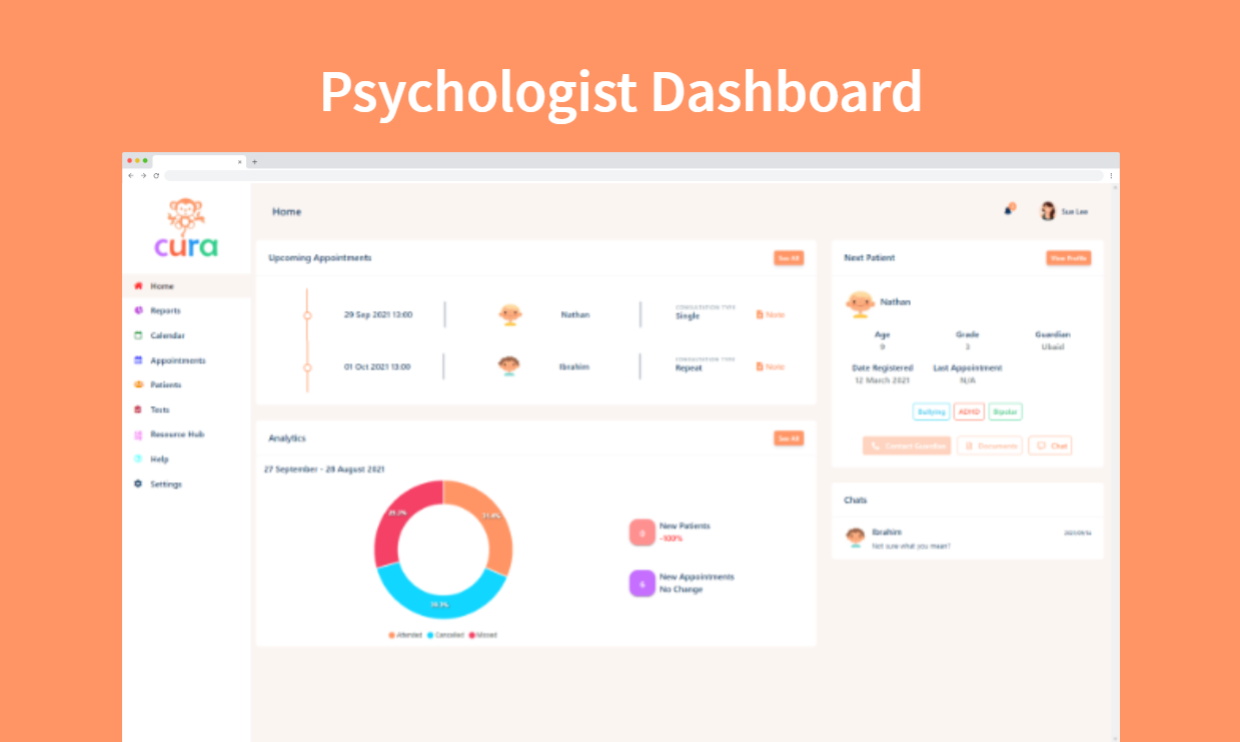 Psychologist Dashboard
cura
Home
Reports
Calendar
Appointments
Patients
Tests
Resource Hub
Help
Settings
Home
Sue Lee
Upcoming Appointments
See All
29 Sep 2021 13:00
Nathan
CONSULTATION TYPE
Single
Note
01 Oct 2021 13:00
Ibrahim
CONSULTATION TYPE
Repeat
Note
Analytics
See All
27 September - 28 August 2021
Attended
Cancelled
Missed
0
New Patients
-100%
6
New Appointments
No Change
Next Patient
View Profile
Nathan
Age
9
Grade
3
Guardian
Ubaid
Date Registered
12 March 2021
Last Appointment
N/A
Bullying
ADHD
Bipolar
Contact Guardian
Documents
Chat
Chats
Ibrahim
Not sure what you mean?